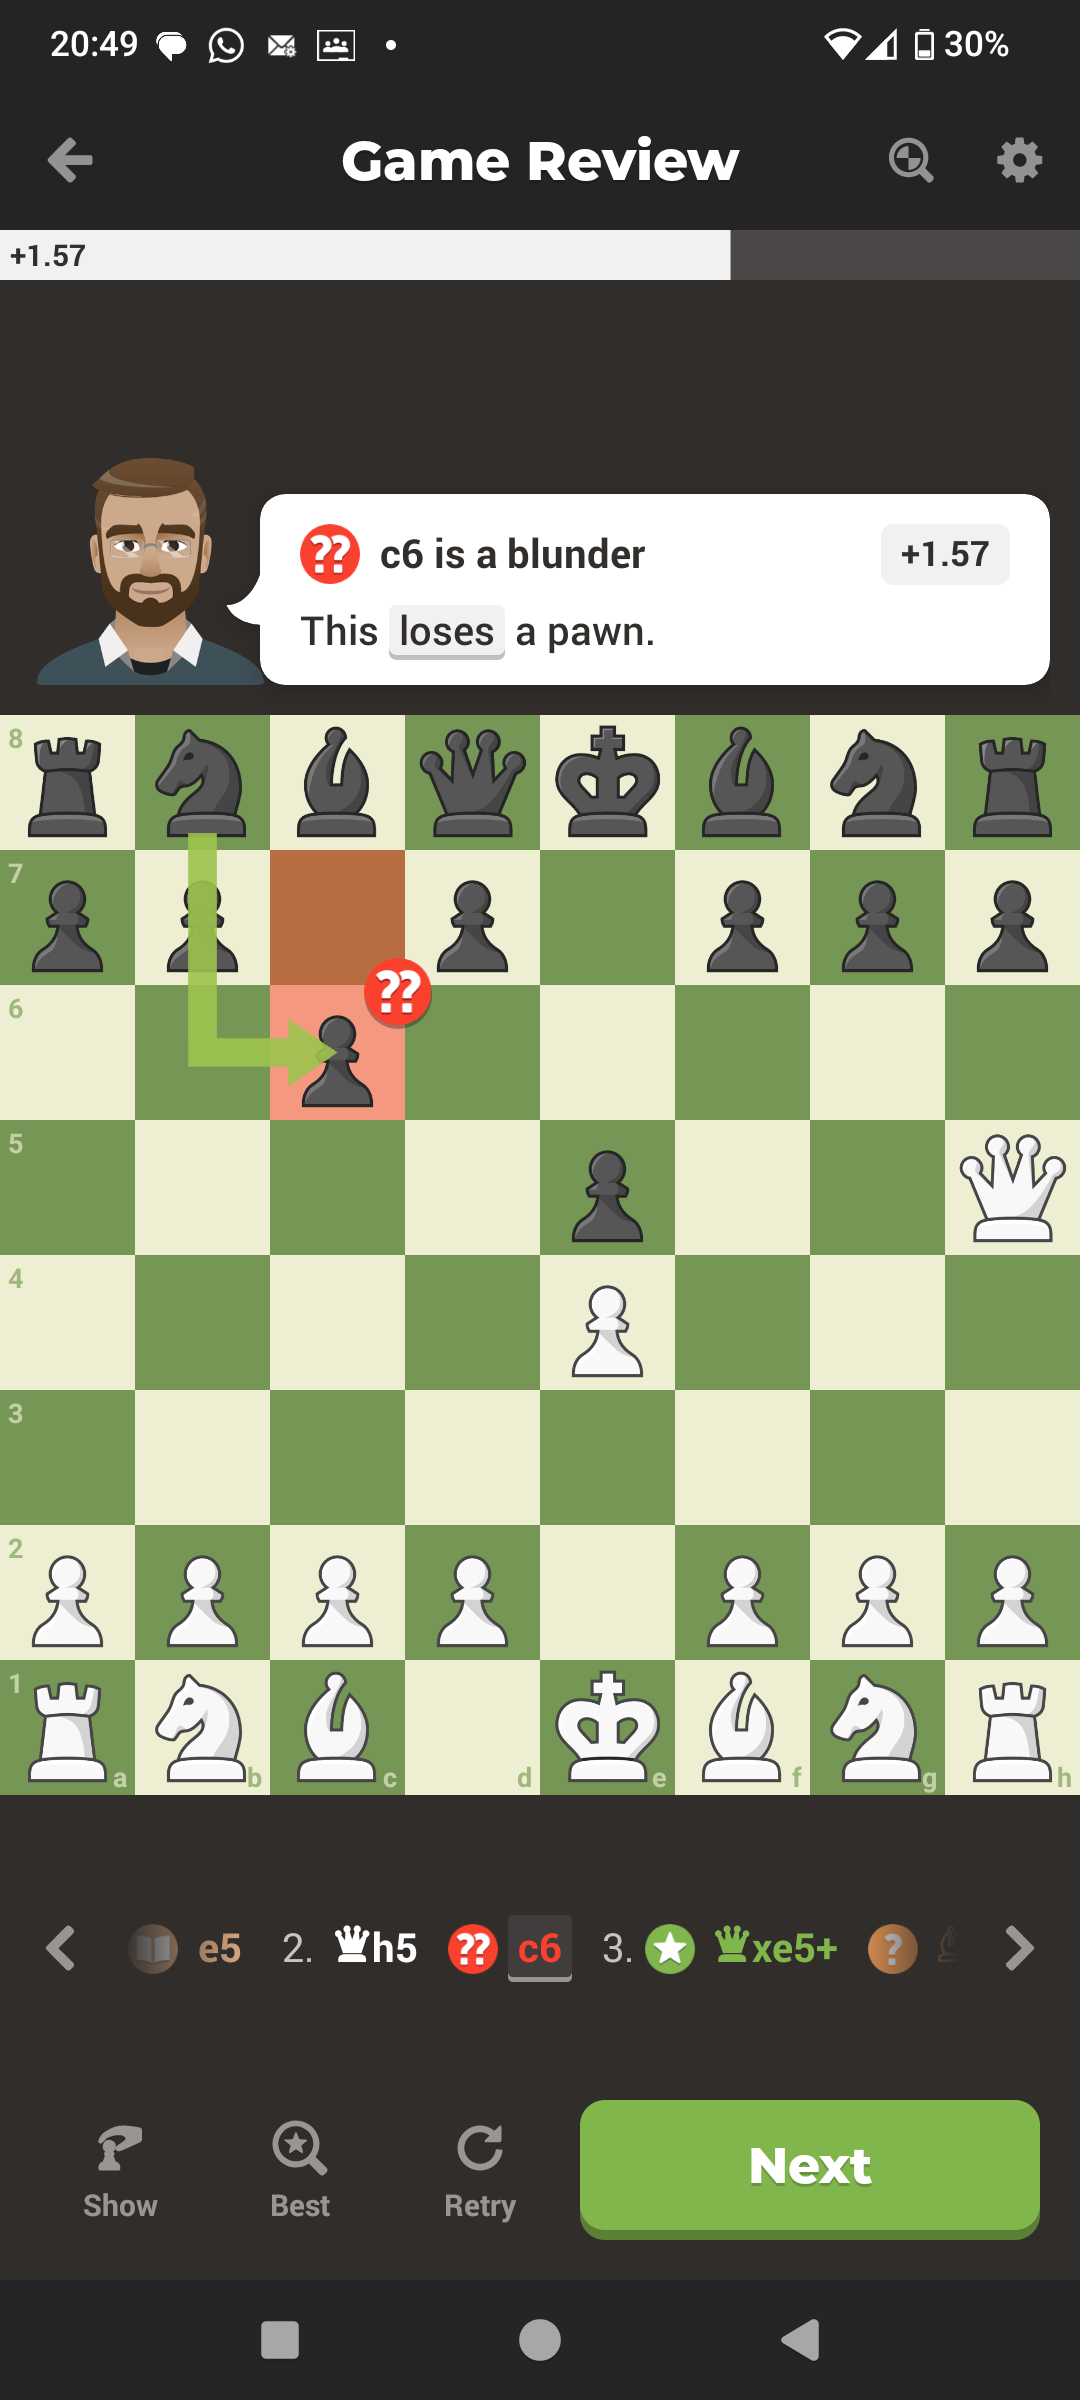 20:49 30%
Game Review
+1.57
?? c6 is a blunder +1.57
This loses a pawn.
8
7
??
6
5
4
3
2
1
a b c d e f g h
e5 2. h5 ?? c6 3. xe5+ ?
Show Best Retry Next